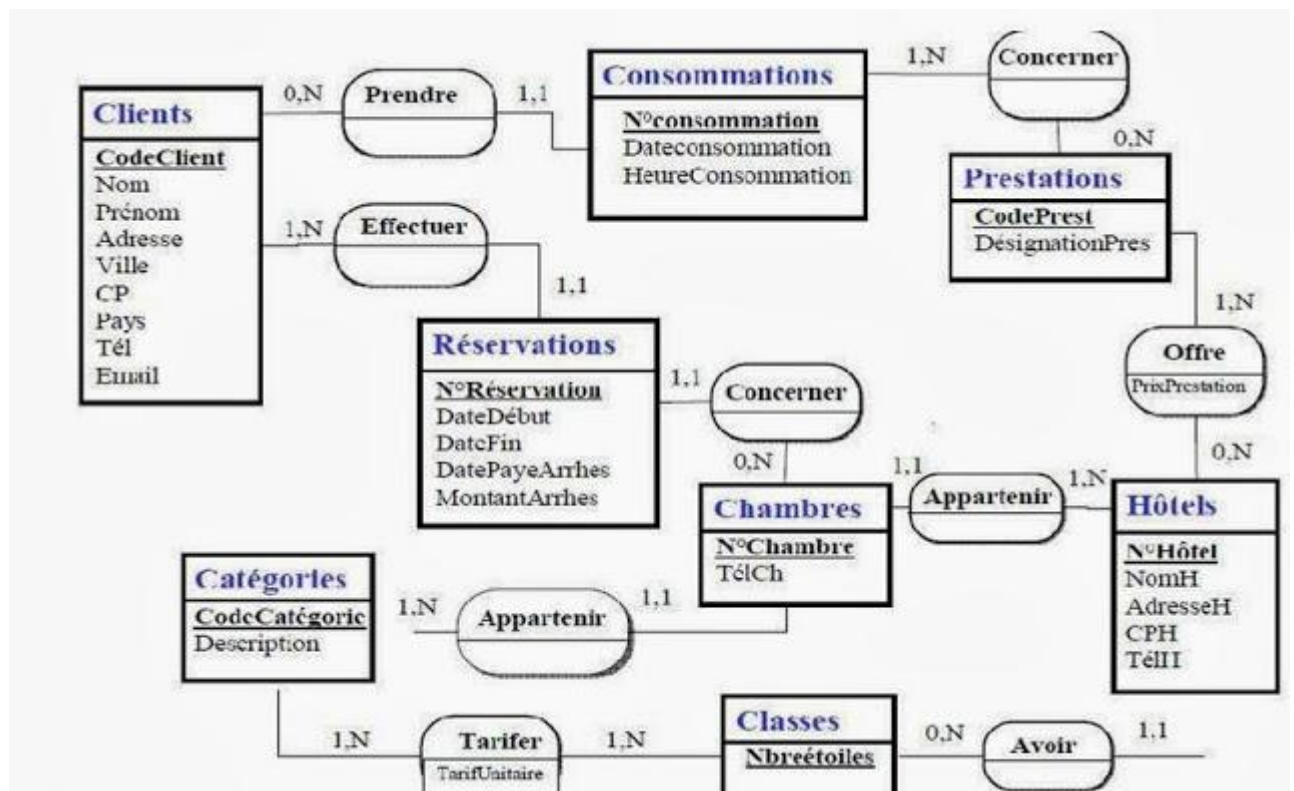 Clients
CodeClient
Nom
Prénom
Adresse
Ville
CP
Pays
Tél
Email
0,N
Prendre
1,1
Consommations
N°consommation
Dateconsommation
HeureConsommation
1,N
Concerner
0,N
Prestations
CodePrest
DésignationPres
1,N
Effectuer
1,1
Réservations
N°Réservation
DateDébut
DateFin
DatePayeArrhes
MontantArrhes
1,1
Concerner
0,N
1,N
Offre
PrixPrestation
0,N
Chambres
N°Chambre
TélCh
1,1
Appartenir
1,N
Hôtels
N°Hôtel
NomH
AdresseH
CPH
TélH
Catégories
CodeCatégorie
Description
1,N
Appartenir
1,1
1,N
Tarifer
TarifUnitaire
1,N
Classes
Nbreétoiles
0,N
Avoir
1,1